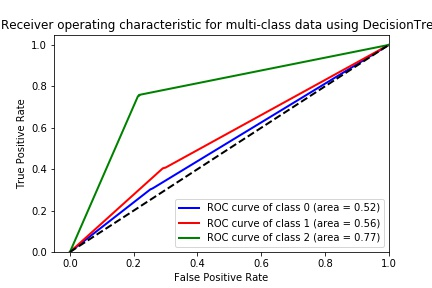 Receiver operating characteristic for multi-class data using DecisionTre
1.0
0.8
0.6
0.4
0.2
0.0
True Positive Rate
ROC curve of class 0 (area = 0.52)
ROC curve of class 1 (area = 0.56)
ROC curve of class 2 (area = 0.77)
0.0 0.2 0.4 0.6 0.8 1.0
False Positive Rate